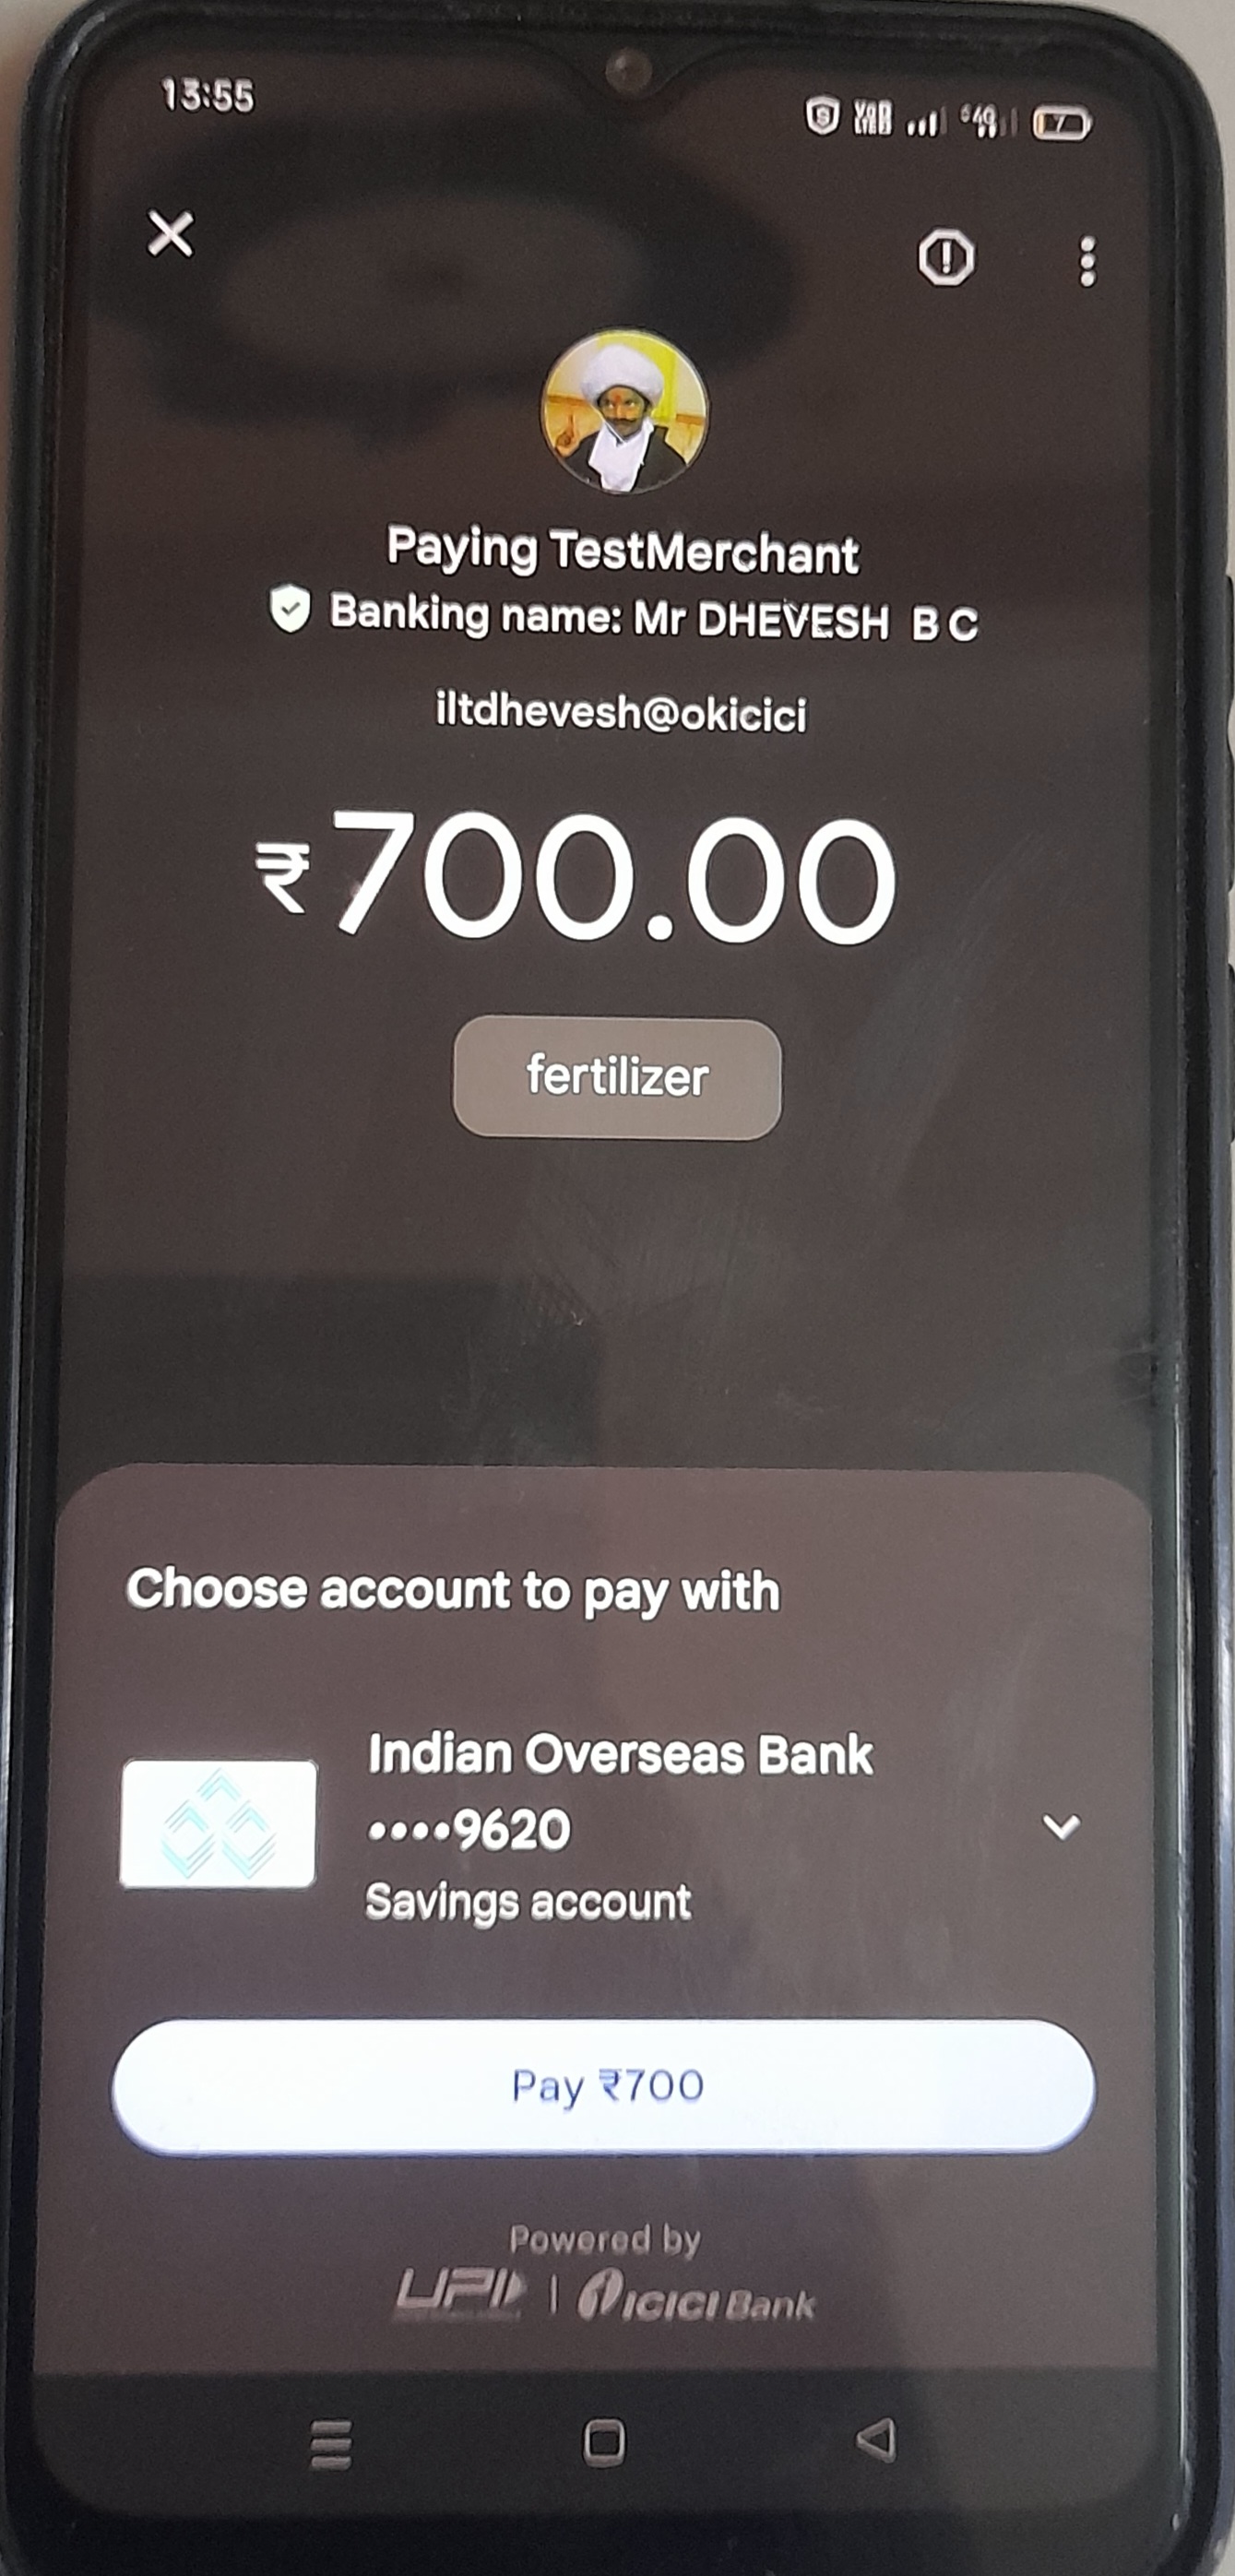 13:55
7
Paying TestMerchant
Banking name: Mr DHEVESH B C
iltdhevesh@okicici
₹700.00
fertilizer
Choose account to pay with
Indian Overseas Bank
••••9620
Savings account
Pay ₹700
Powered by
UPI | ICICI Bank